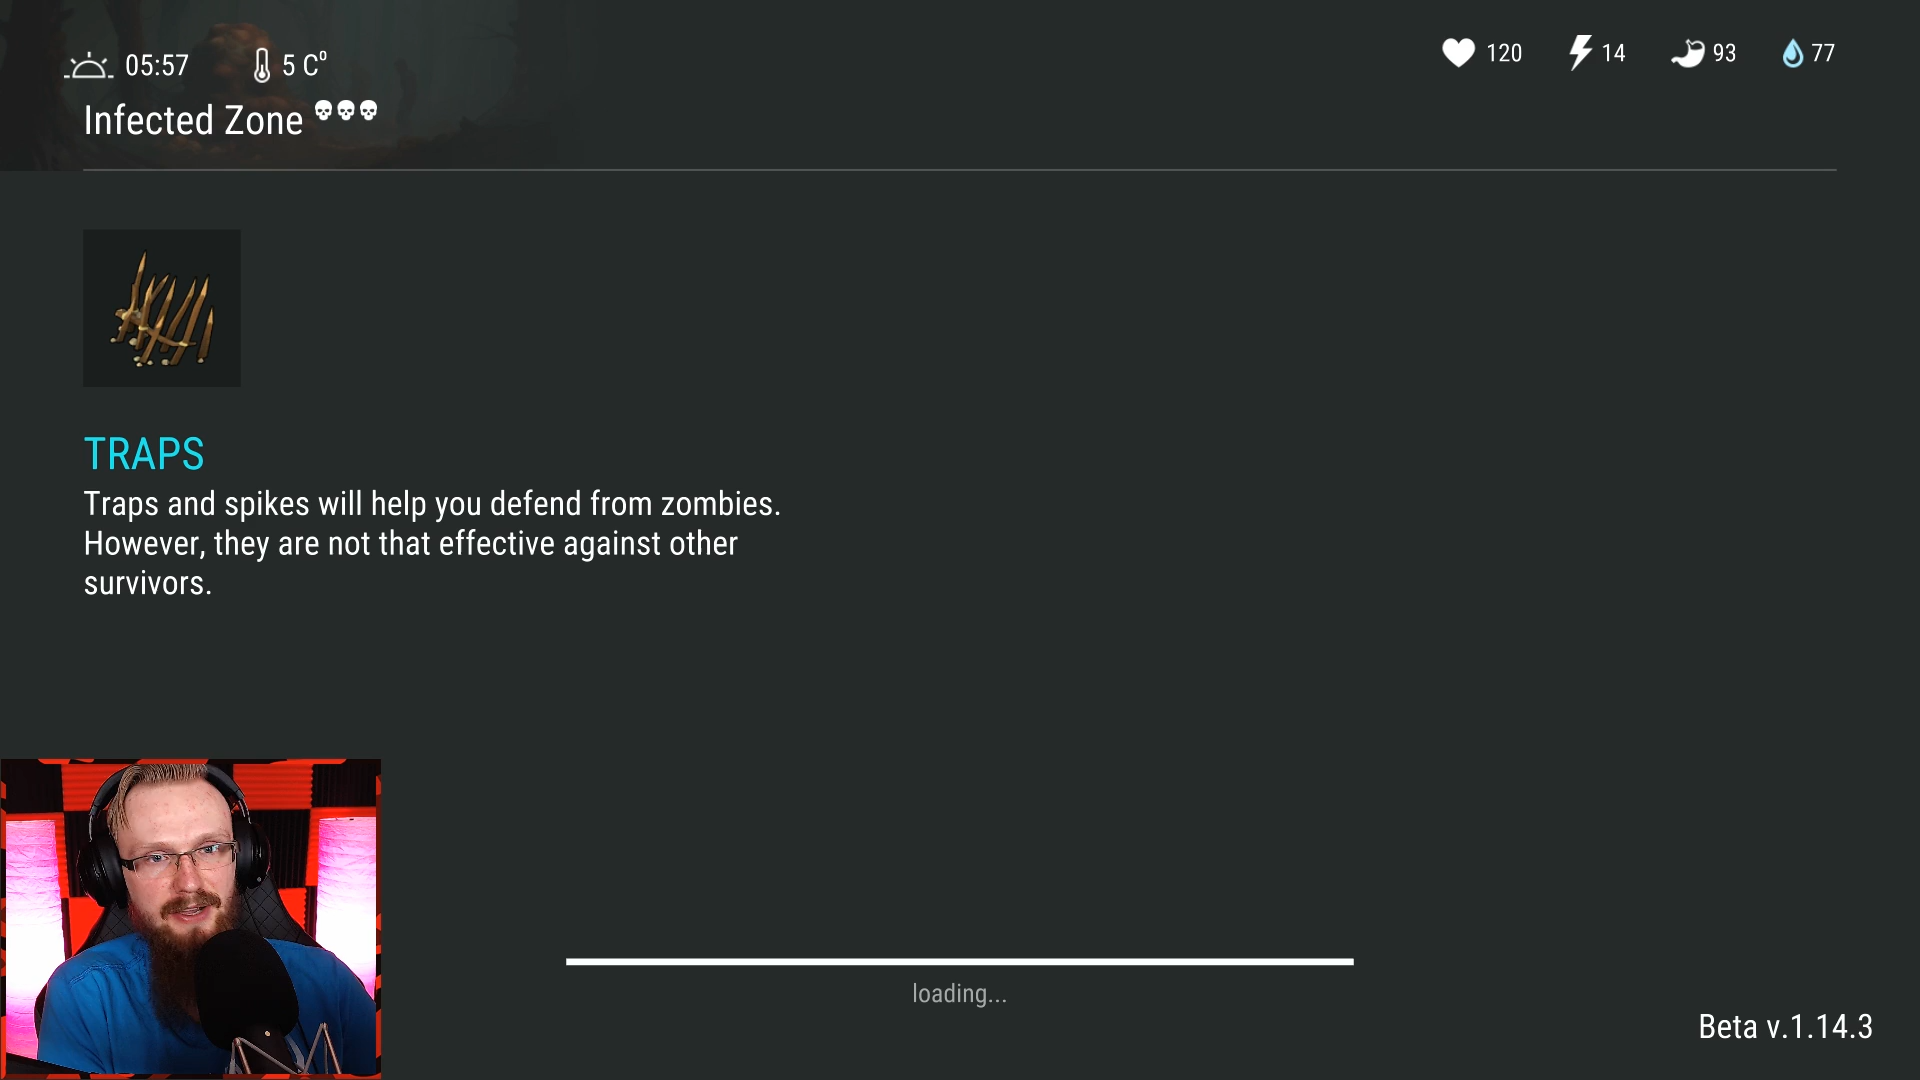 05:57 5 C⁰
120 14 93 77
Infected Zone
TRAPS
Traps and spikes will help you defend from zombies.
However, they are not that effective against other
survivors.
loading...
Beta v.1.14.3